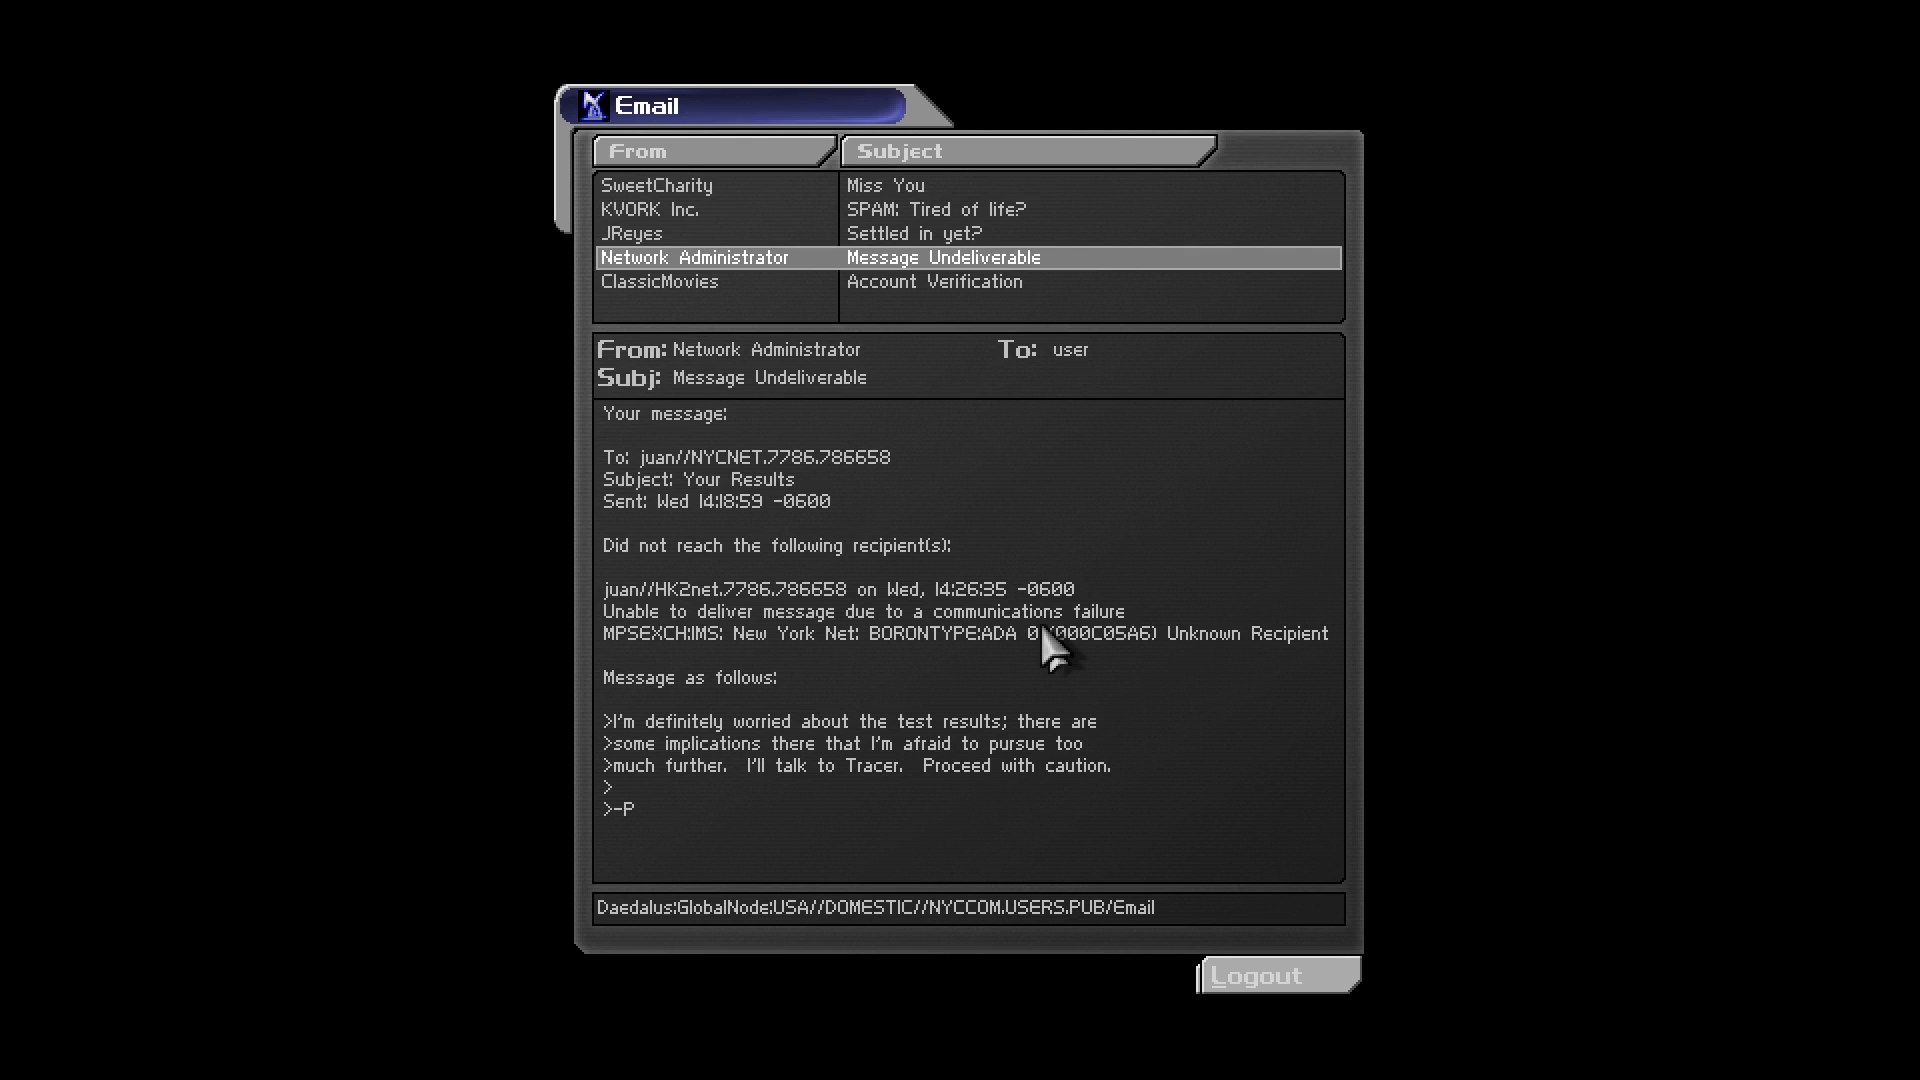 Email
From Subject
SweetCharity Miss You
KVORK Inc. SPAM: Tired of life?
JReyes Settled in yet?
Network Administrator Message Undeliverable
ClassicMovies Account Verification
From: Network Administrator To: user
Subj: Message Undeliverable
Your message:
To: juan//NYCNET.7786.786658
Subject: Your Results
Sent: Wed 14:18:59 -0600
Did not reach the following recipient(s):
juan//HK2net.7786.786658 on Wed, 14:26:35 -0600
Unable to deliver message due to a communications failure
MPSEXCH:IMS: New York Net: BORONTYPE:ADA 0 (000C05A6) Unknown Recipient
Message as follows:
>I'm definitely worried about the test results; there are
>some implications there that I'm afraid to pursue too
>much further.  I'll talk to Tracer.  Proceed with caution.
>
>-P
Daedalus:GlobalNode:USA//DOMESTIC//NYCCOM.USERS.PUB/Email
Logout